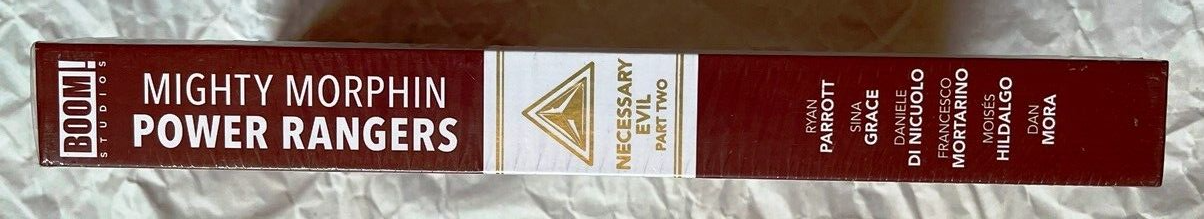 BOOM!
STUDIOS
MIGHTY MORPHIN
POWER RANGERS
NECESSARY
EVIL
PART TWO
RYAN
PARROTT
SINA
GRACE
DANIELE
DI NICUOLO
FRANCESCO
MORTARINO
MOISÉS
HILDALGO
DAN
MORA